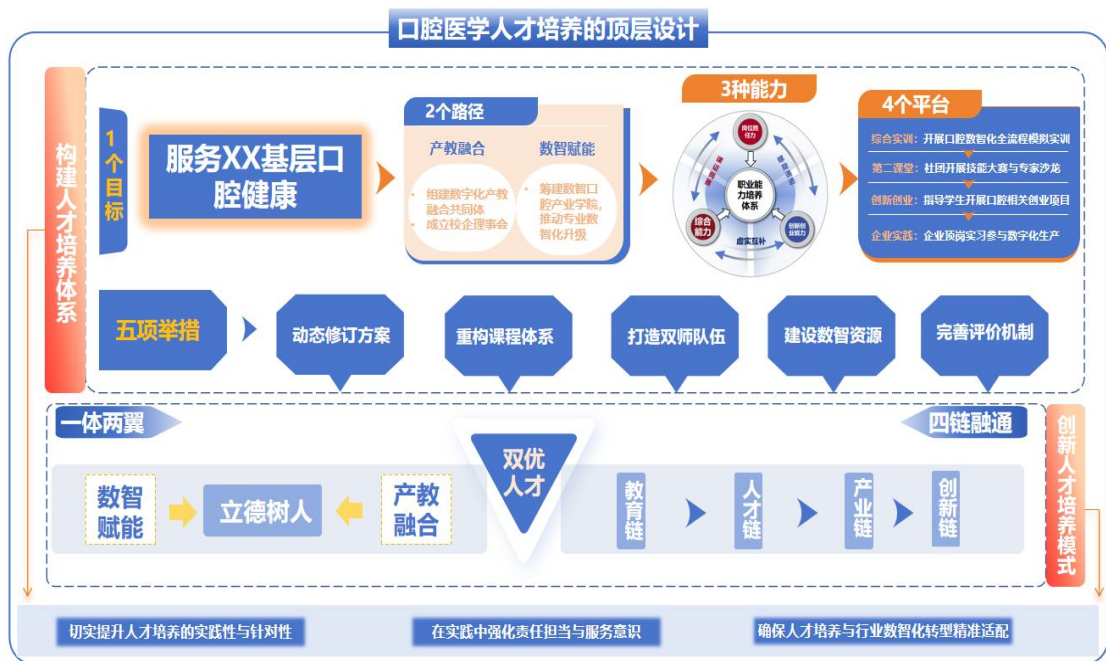 口腔医学人才培养的顶层设计
构建人才培养体系
1个目标
服务XX基层口
腔健康
2个路径
产教融合
组建数字化产教
融合共同体
成立校企理事会
数智赋能
筹建数智口
腔产业学院,
推动专业数
智化升级
3种能力
岗位胜
任力
职业能
力培养
体系
综合
能力
创新创
业能力
虚实互补
4个平台
综合实训：开展口腔数智化全流程模拟实训
第二课堂：社团开展技能大赛与专家沙龙
创新创业：指导学生开展口腔相关创业项目
企业实践：企业顶岗实习参与数字化生产
五项举措
动态修订方案
重构课程体系
打造双师队伍
建设数智资源
完善评价机制
一体两翼
数智
赋能
立德树人
产教
融合
双优
人才
四链融通
教育链
人才链
产业链
创新链
创新人才培养模式
切实提升人才培养的实践性与针对性
在实践中强化责任担当与服务意识
确保人才培养与行业数智化转型精准适配